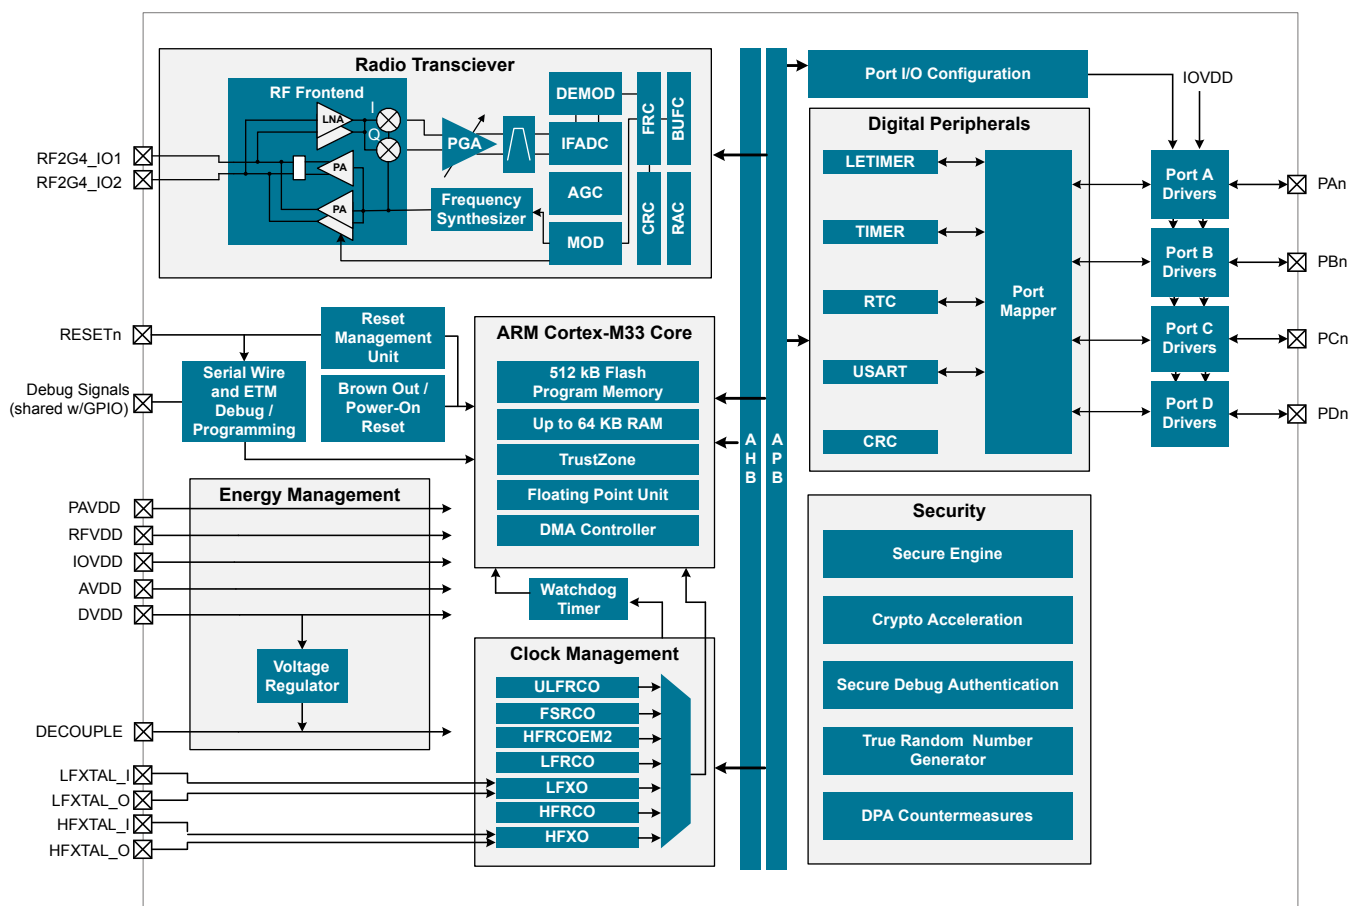 Radio Transciever
RF Frontend
LNA
I
Q
PA
PA
PGA
DEMOD
IFADC
AGC
MOD
FRC
BUFC
CRC
RAC
Frequency
Synthesizer
RF2G4_IO1
RF2G4_IO2
RESETn
Debug Signals
(shared w/GPIO)
Reset
Management
Unit
Serial Wire
and ETM
Debug /
Programming
Brown Out /
Power-On
Reset
ARM Cortex-M33 Core
512 kB Flash
Program Memory
Up to 64 KB RAM
TrustZone
Floating Point Unit
DMA Controller
Watchdog
Timer
Energy Management
PAVDD
RFVDD
IOVDD
AVDD
DVDD
Voltage
Regulator
DECOUPLE
LFXTAL_I
LFXTAL_O
HFXTAL_I
HFXTAL_O
Clock Management
ULFRCO
FSRCO
HFRCOEM2
LFRCO
LFXO
HFRCO
HFXO
AHB
APB
Port I/O Configuration
IOVDD
Digital Peripherals
LETIMER
TIMER
RTC
USART
CRC
Port
Mapper
Port A
Drivers
Port B
Drivers
Port C
Drivers
Port D
Drivers
PAn
PBn
PCn
PDn
Security
Secure Engine
Crypto Acceleration
Secure Debug Authentication
True Random Number
Generator
DPA Countermeasures